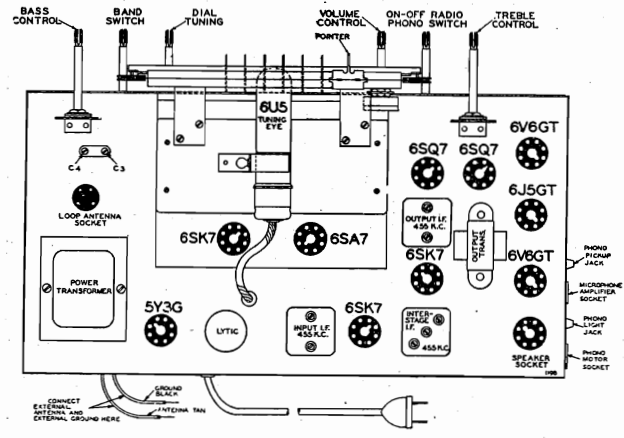 BASS
CONTROL
BAND
SWITCH
DIAL
TUNING
VOLUME
CONTROL
ON-OFF RADIO
PHONO SWITCH
TREBLE
CONTROL
POINTER
6U5
TUNING
EYE
C4
C3
LOOP ANTENNA
SOCKET
6SQ7
6SQ7
6V6GT
6J5GT
OUTPUT I.F.
455 K.C.
OUTPUT TRANS.
6SK7
6SA7
6SK7
6V6GT
POWER
TRANSFORMER
5Y3G
LYTIC
INPUT I.F.
455 K.C.
6SK7
INTER-
STAGE
I.F.
455 K.C.
SPEAKER
SOCKET
PHONO
PICKUP
JACK
MICROPHONE
AMPLIFIER
SOCKET
PHONO
LIGHT
JACK
PHONO
MOTOR
SOCKET
GROUND
BLACK
CONNECT
EXTERNAL
ANTENNA AND
EXTERNAL GROUND HERE
ANTENNA TAN